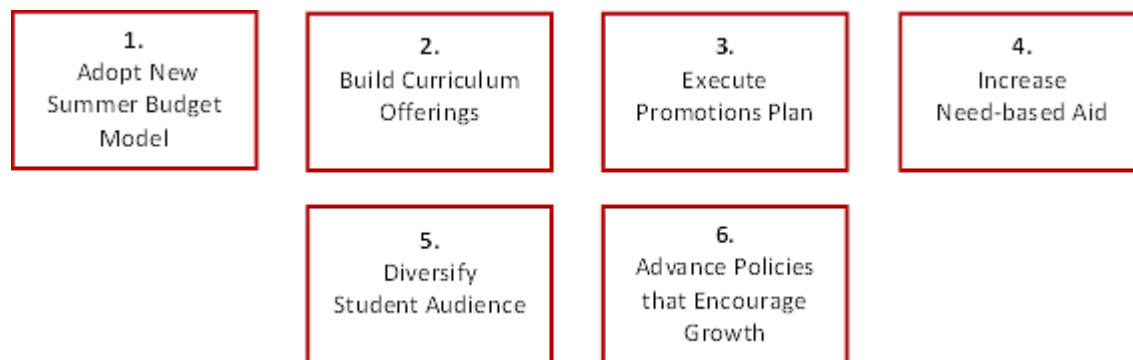 1.
Adopt New
Summer Budget
Model
2.
Build Curriculum
Offerings
3.
Execute
Promotions Plan
4.
Increase
Need-based Aid
5.
Diversify
Student Audience
6.
Advance Policies
that Encourage
Growth